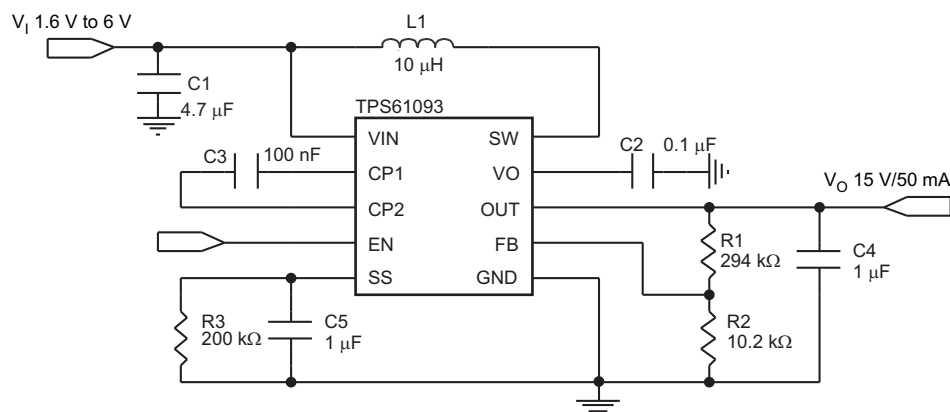 V_I 1.6 V to 6 V
L1
10 μH
C1
4.7 μF
TPS61093
VIN
SW
C3
100 nF
CP1
VO
C2
0.1 μF
CP2
OUT
V_O 15 V/50 mA
EN
FB
R1
294 kΩ
C4
1 μF
SS
GND
R3
200 kΩ
C5
1 μF
R2
10.2 kΩ